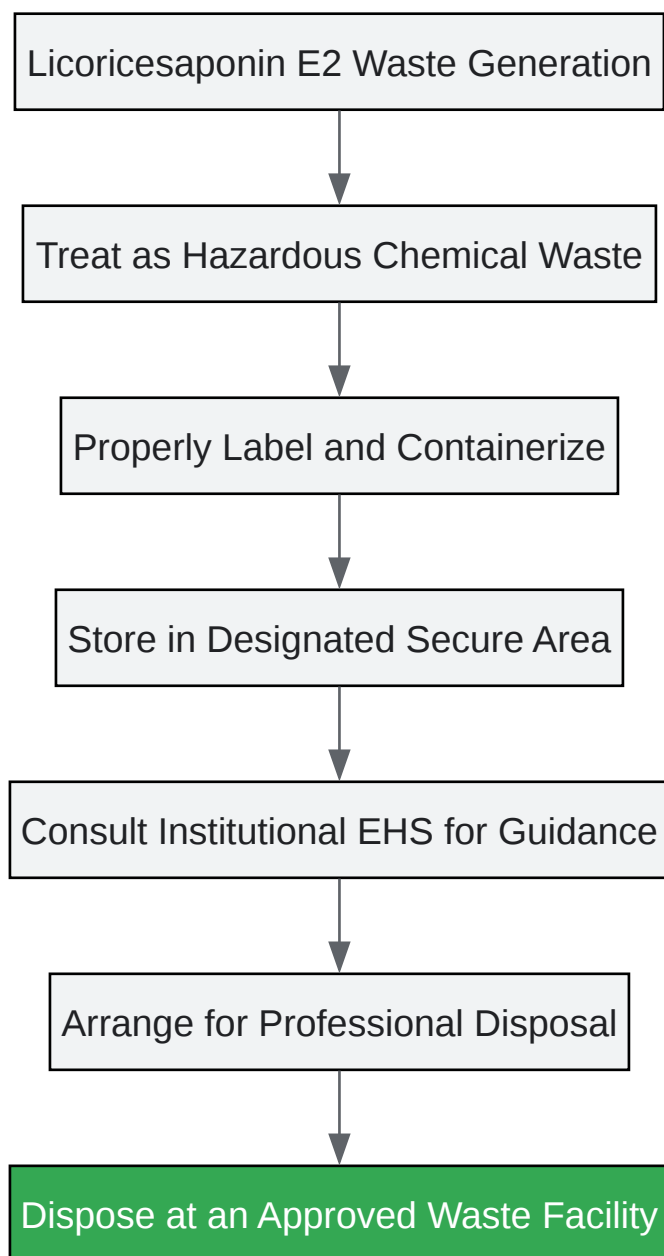 Licoricesaponin E2 Waste Generation
Treat as Hazardous Chemical Waste
Properly Label and Containerize
Store in Designated Secure Area
Consult Institutional EHS for Guidance
Arrange for Professional Disposal
Dispose at an Approved Waste Facility